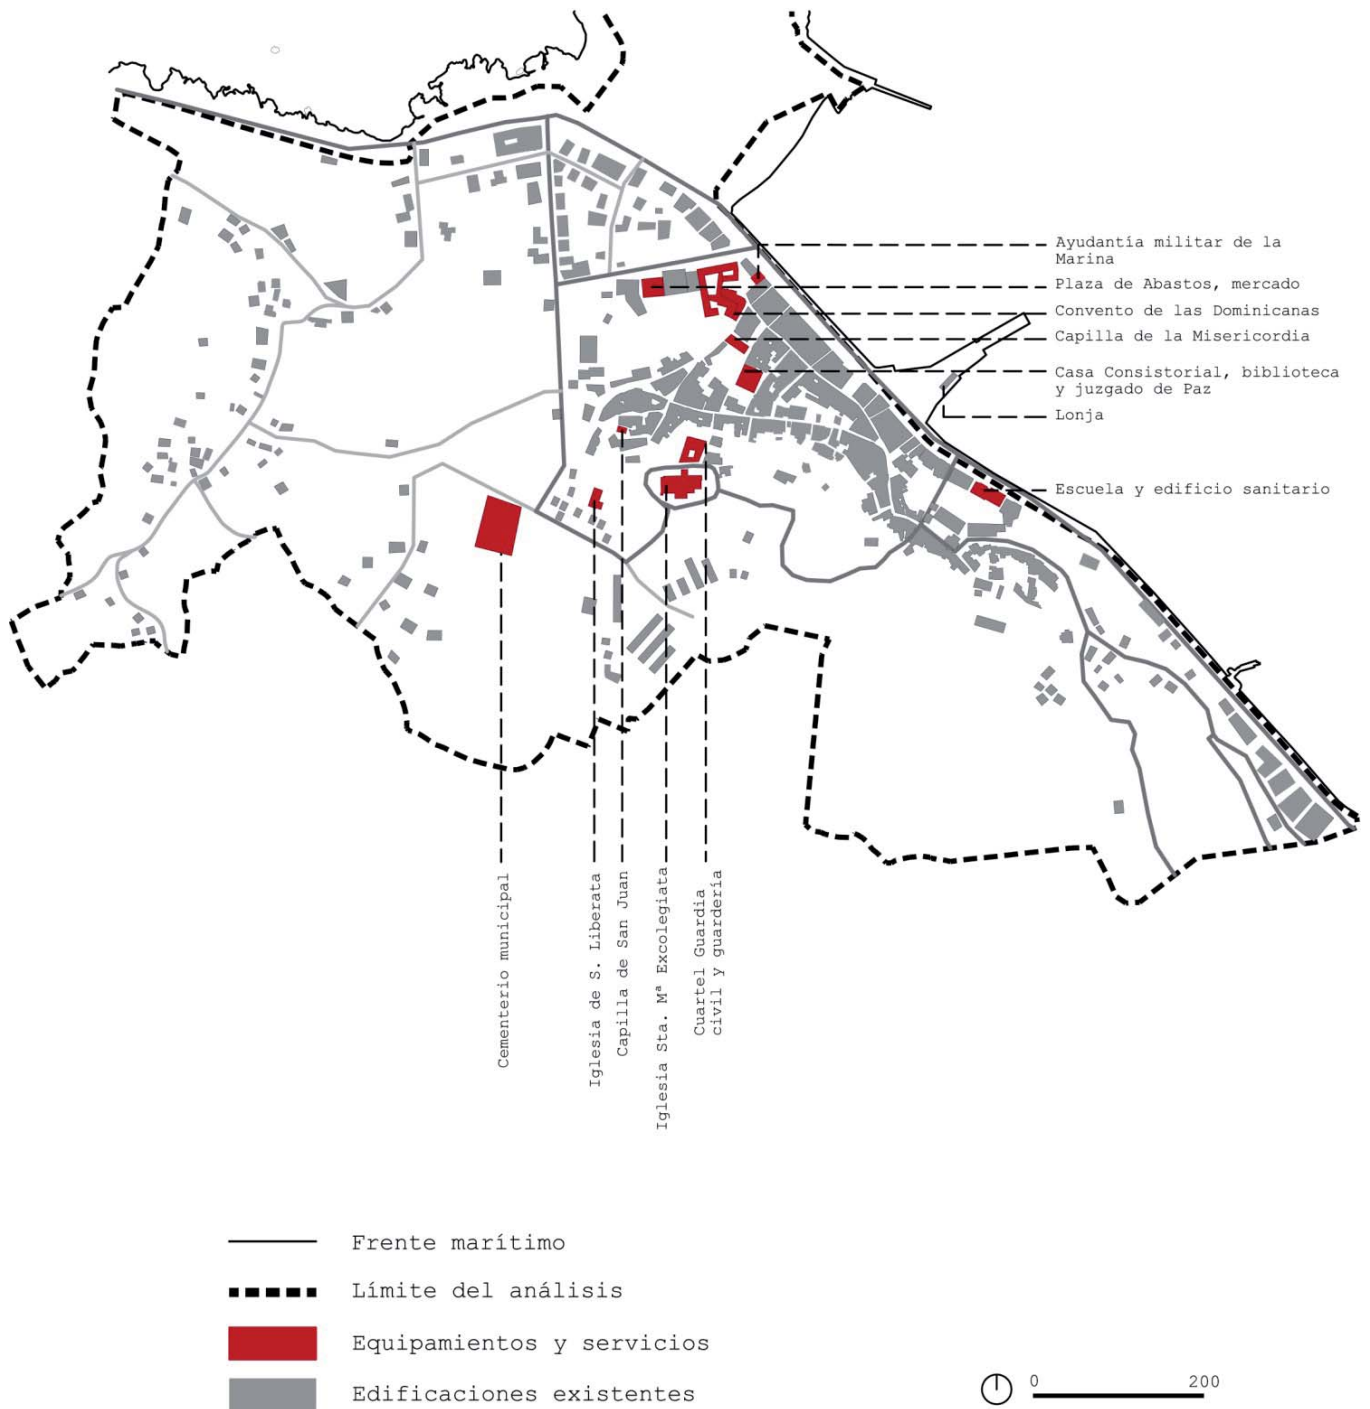 Ayudantía militar de la
Marina
Plaza de Abastos, mercado
Convento de las Dominicanas
Capilla de la Misericordia
Casa Consistorial, biblioteca
y juzgado de Paz
Lonja
Escuela y edificio sanitario
Cementerio municipal
Iglesia de S. Liberata
Capilla de San Juan
Iglesia Sta. Mª Excolegiata
Cuartel Guardia
civil y guardería
Frente marítimo
Límite del análisis
Equipamientos y servicios
Edificaciones existentes
0 200